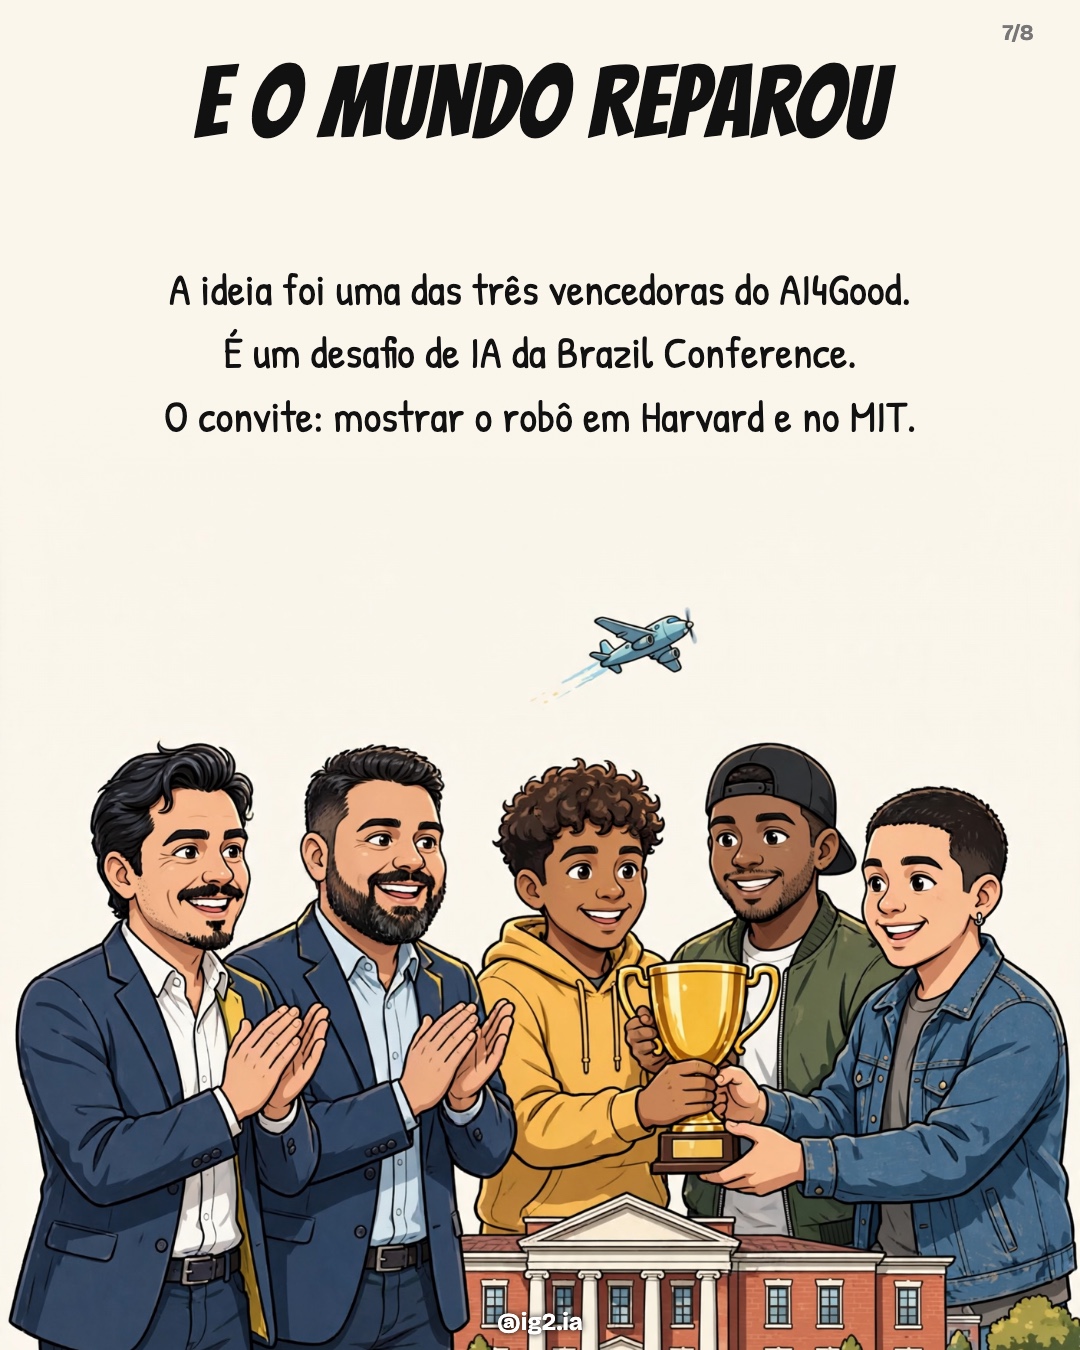 7/8
E O MUNDO REPAROU
A ideia foi uma das três vencedoras do AI4Good.
É um desafio de IA da Brazil Conference.
O convite: mostrar o robô em Harvard e no MIT.
@ig2.ia